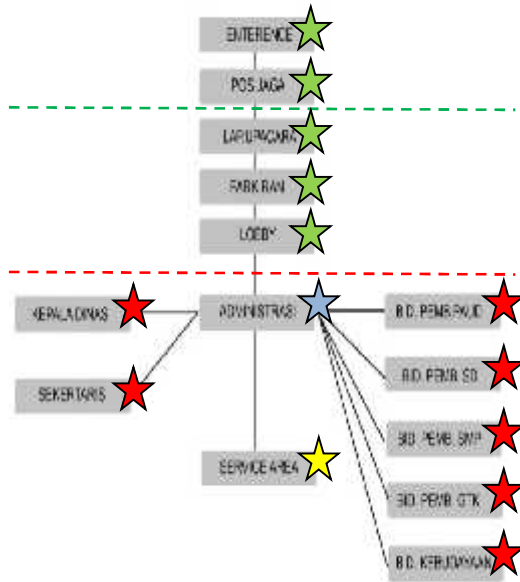 ENTERENCE
POS JAGA
LAP.UPACARA
PARKIRAN
LOBBY
KEPALA DINAS
ADMINISTRASI
BID. PEMB.PAUD
SEKERTARIS
BID. PEMB. SD
BID. PEMB. SMP
SERVICE AREA
BID. PEMB. GTK
BID. KEBUDAYAAN